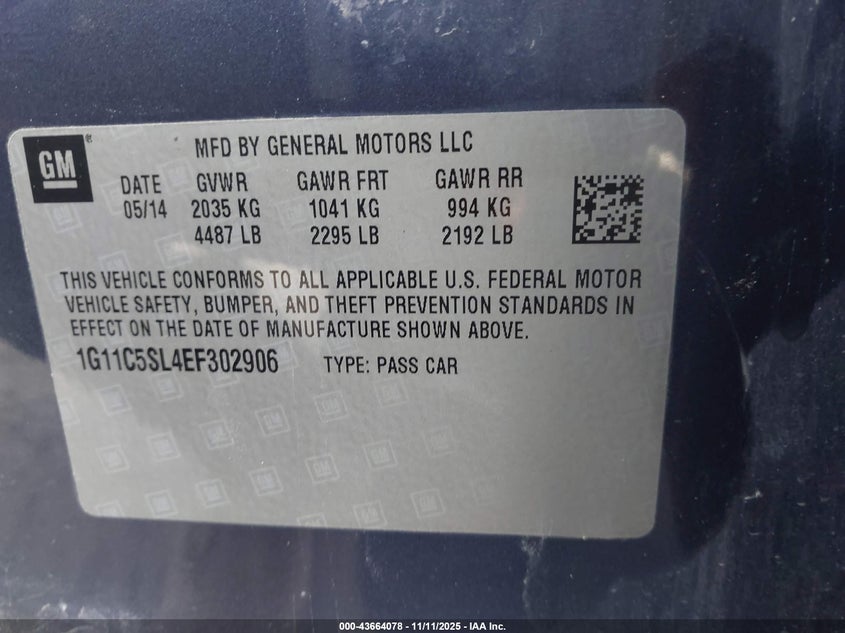 GM ®
MFD BY GENERAL MOTORS LLC
DATE GVWR GAWR FRT GAWR RR
05/14 2035 KG 1041 KG 994 KG
4487 LB 2295 LB 2192 LB
THIS VEHICLE CONFORMS TO ALL APPLICABLE U.S. FEDERAL MOTOR
VEHICLE SAFETY, BUMPER, AND THEFT PREVENTION STANDARDS IN
EFFECT ON THE DATE OF MANUFACTURE SHOWN ABOVE.
1G11C5SL4EF302906 TYPE: PASS CAR
000-43664078 - 11/11/2025 - IAA Inc.